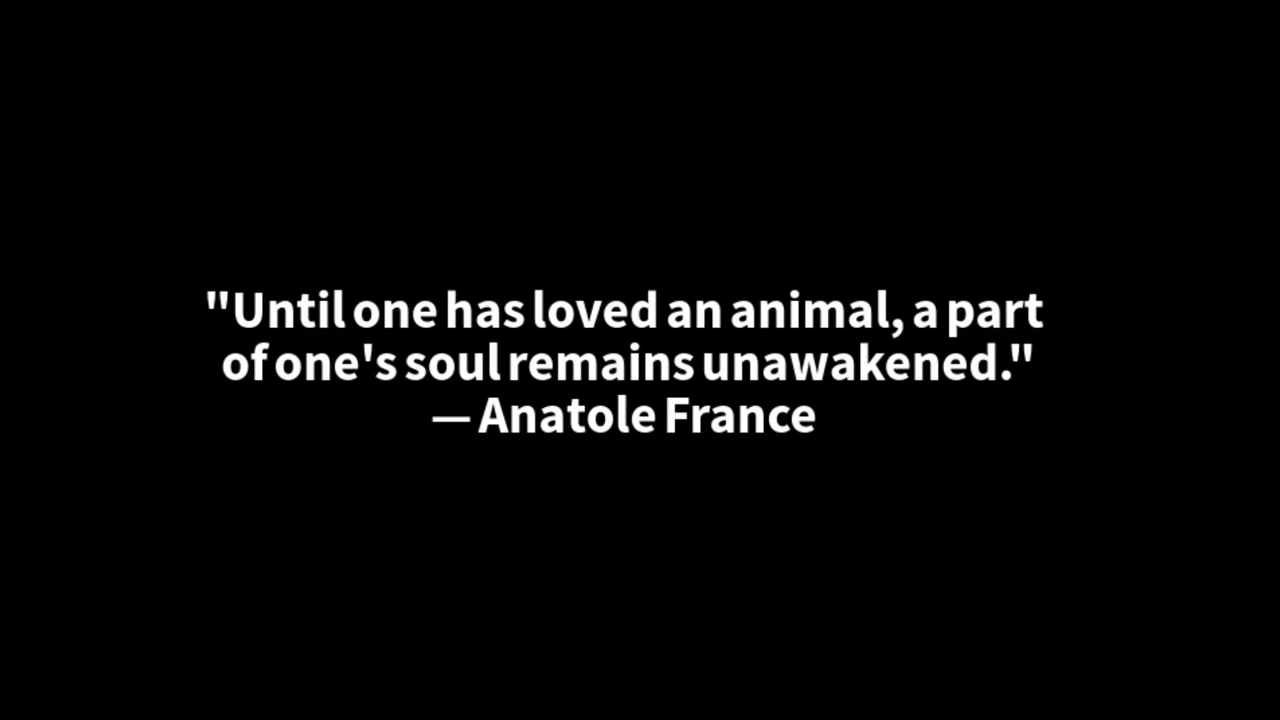 "Until one has loved an animal, a part
of one's soul remains unawakened."
— Anatole France